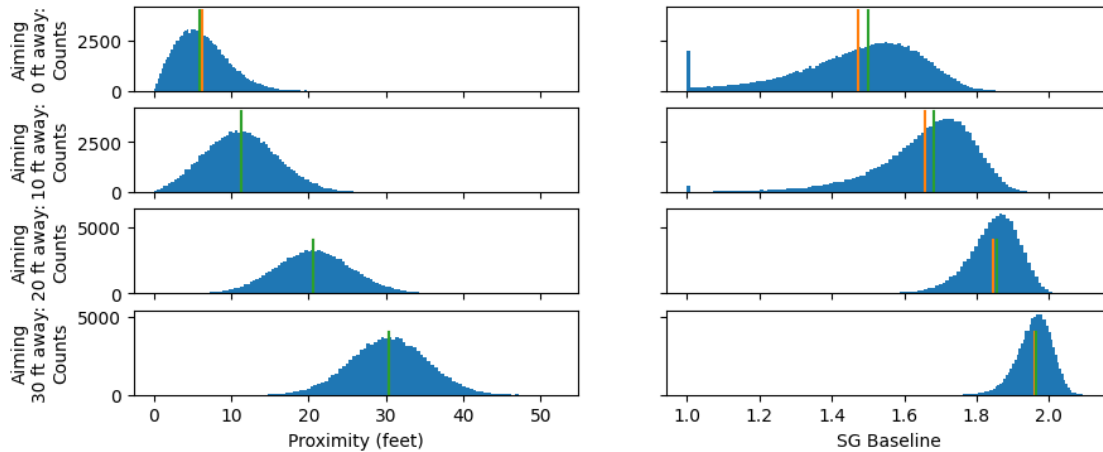 Aiming
0 ft away:
Counts
2500
0
Aiming
10 ft away:
Counts
2500
0
Aiming
20 ft away:
Counts
5000
0
Aiming
30 ft away:
Counts
5000
0
0 10 20 30 40 50
Proximity (feet)
1.0 1.2 1.4 1.6 1.8 2.0
SG Baseline